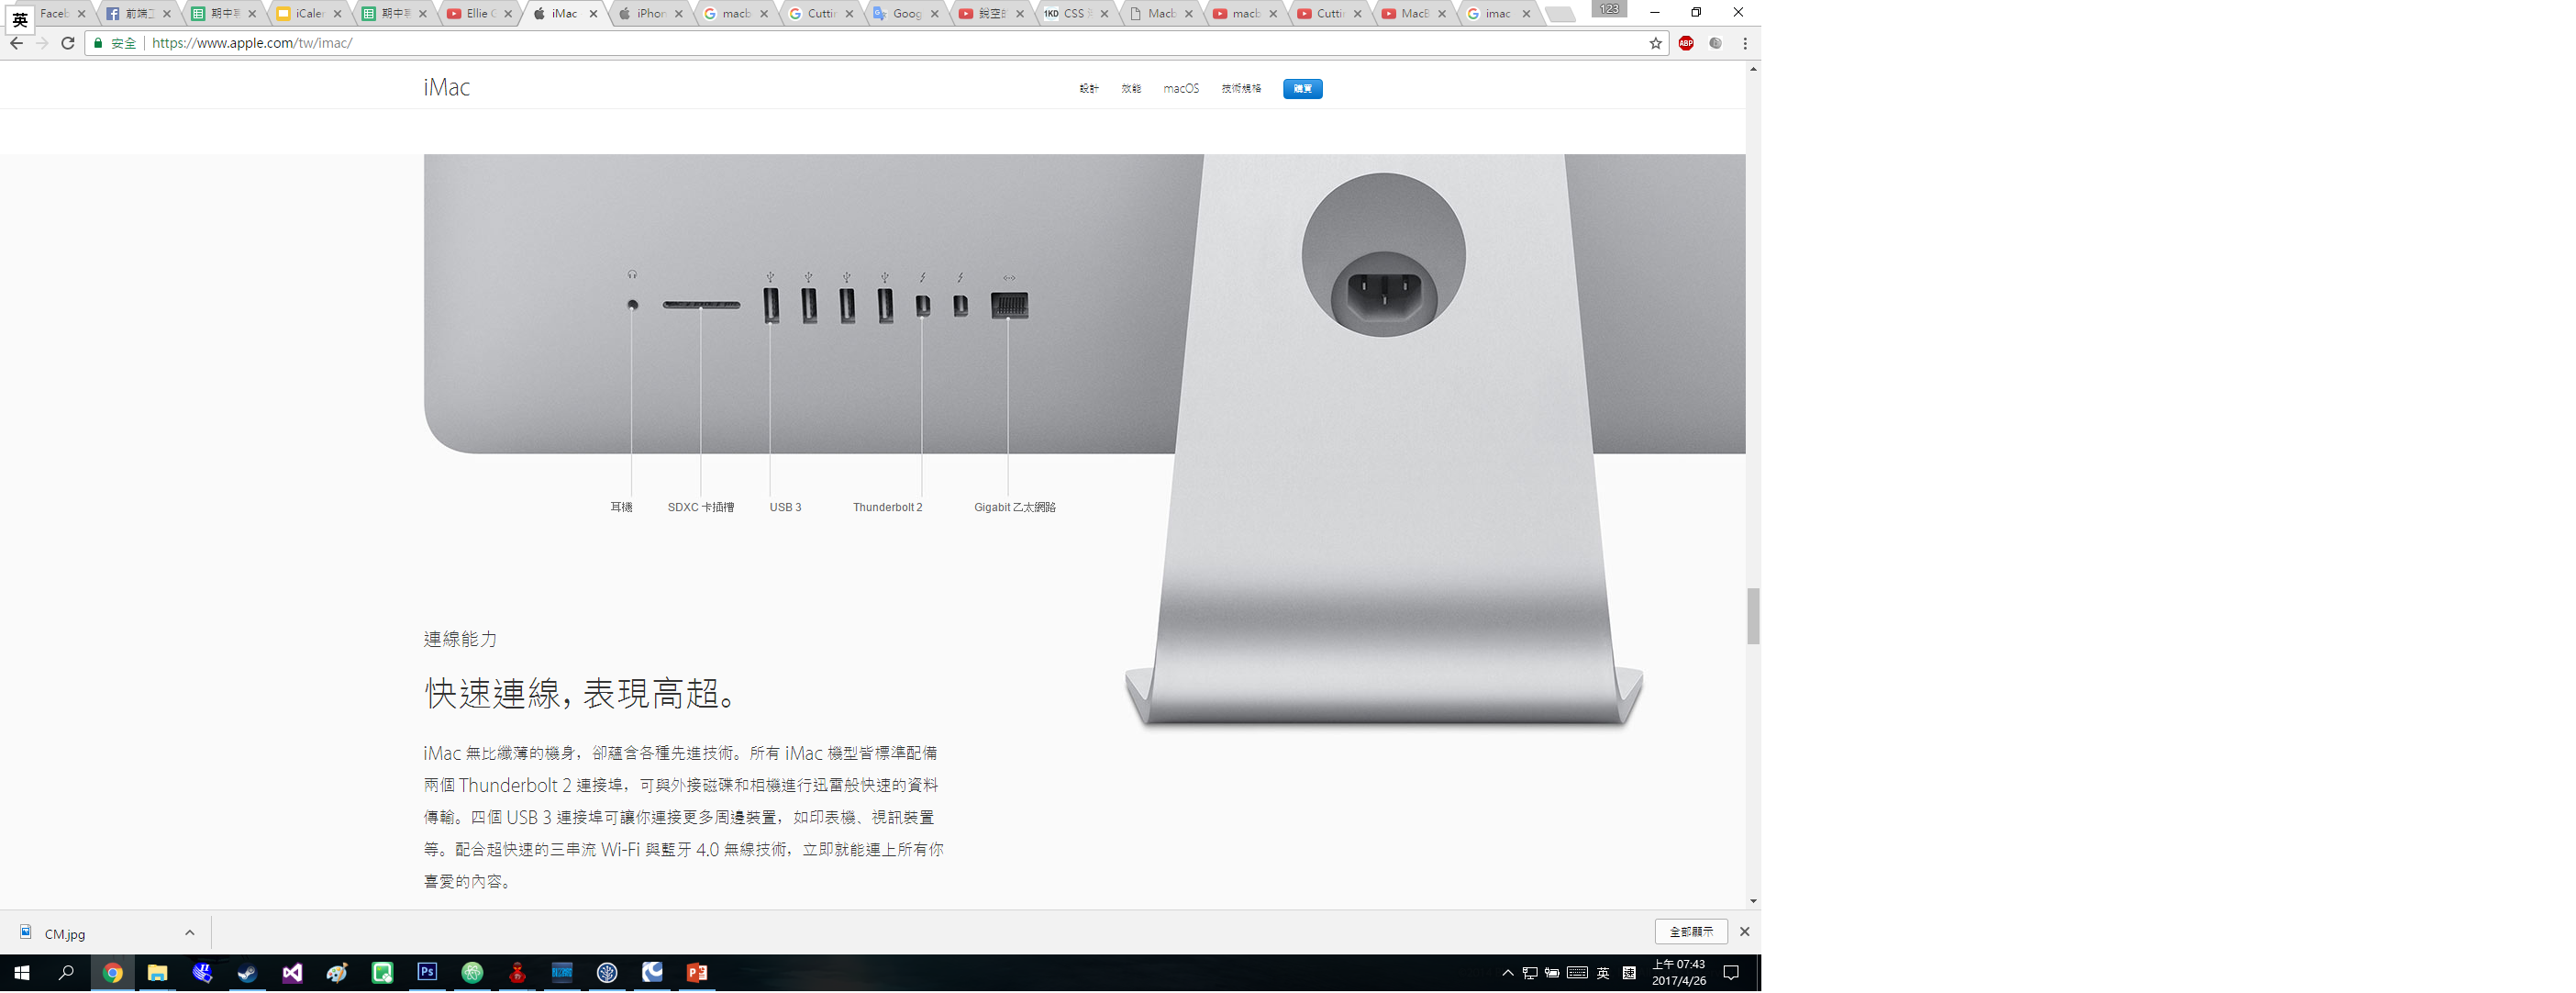 英
Faceb
前端工
期中專
iCaler
期中專
Ellie G
iMac
iPhon
macb
Cuttin
Goog
1KD CSS
Macb
macb
Cuttin
MacB
imac
123
安全 https://www.apple.com/tw/imac/
ABP
iMac
設計 效能 macOS 技術規格 購買
耳機 SDXC 卡插槽 USB 3 Thunderbolt 2 Gigabit 乙太網路
連線能力
快速連線，表現高超。
iMac 無比纖薄的機身，卻蘊含各種先進技術。所有 iMac 機型皆標準配備
兩個 Thunderbolt 2 連接埠，可與外接磁碟和相機進行迅雷般快速的資料
傳輸。四個 USB 3 連接埠可讓你連接更多周邊裝置，如印表機、視訊裝置
等。配合超快速的三串流 Wi-Fi 與藍牙 4.0 無線技術，立即就能連上所有你
喜愛的內容。
CM.jpg
全部顯示
Ps
英
上午 07:43
2017/4/26